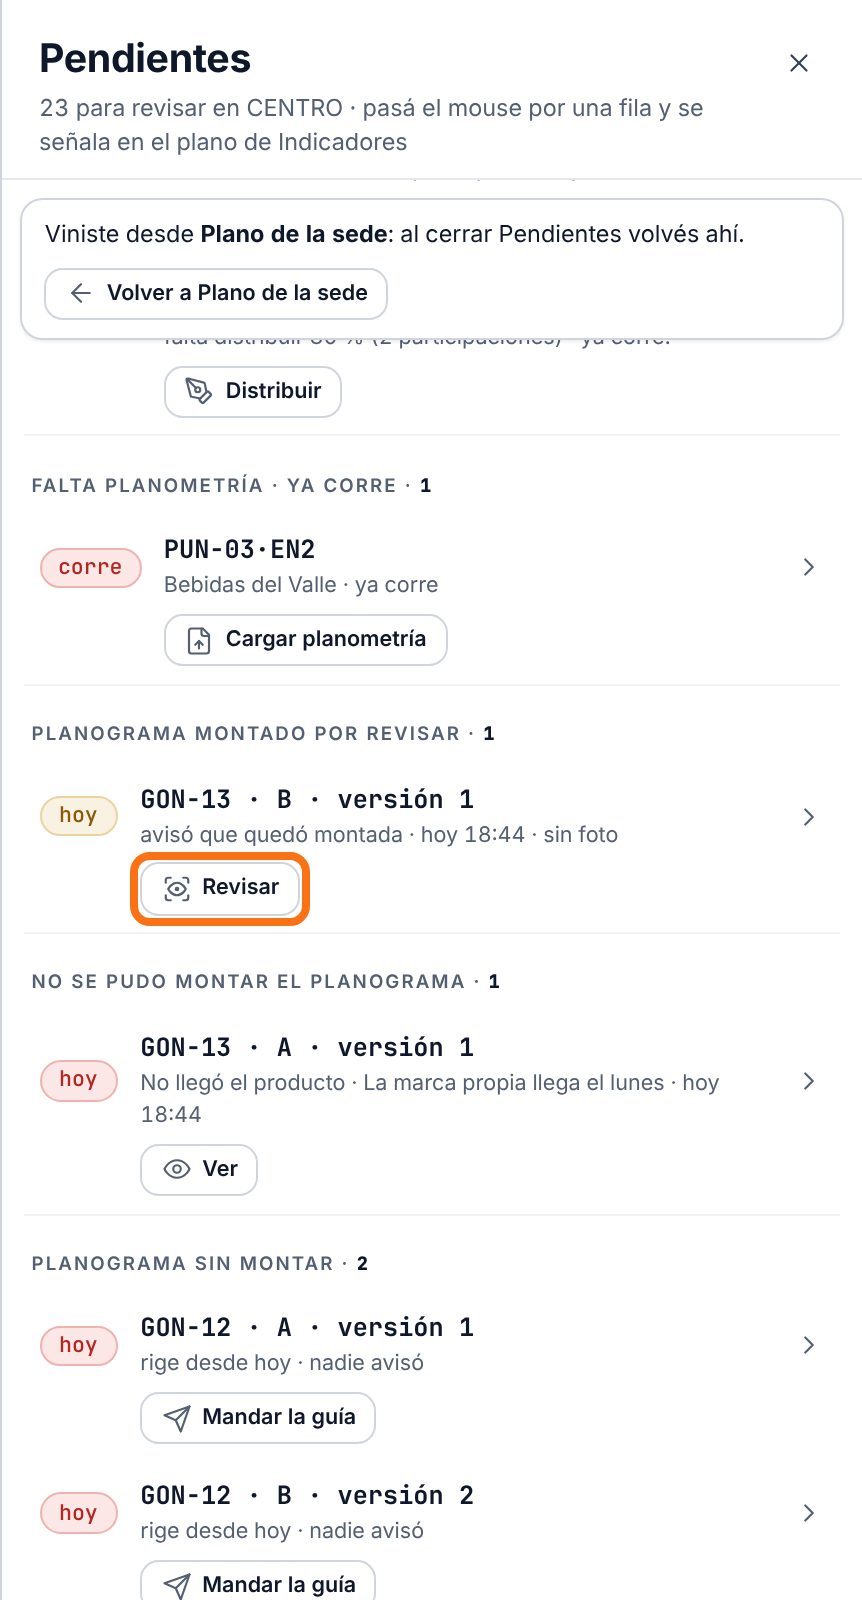 Pendientes
23 para revisar en CENTRO · pasá el mouse por una fila y se
señala en el plano de Indicadores
Viniste desde Plano de la sede: al cerrar Pendientes volvés ahí.
Volver a Plano de la sede
Distribuir
FALTA PLANOMETRÍA · YA CORRE · 1
corre
PUN-03·EN2
Bebidas del Valle · ya corre
Cargar planometría
PLANOGRAMA MONTADO POR REVISAR · 1
hoy
GON-13 · B · versión 1
avisó que quedó montada · hoy 18:44 · sin foto
Revisar
NO SE PUDO MONTAR EL PLANOGRAMA · 1
hoy
GON-13 · A · versión 1
No llegó el producto · La marca propia llega el lunes · hoy
18:44
Ver
PLANOGRAMA SIN MONTAR · 2
hoy
GON-12 · A · versión 1
rige desde hoy · nadie avisó
Mandar la guía
hoy
GON-12 · B · versión 2
rige desde hoy · nadie avisó
Mandar la guía